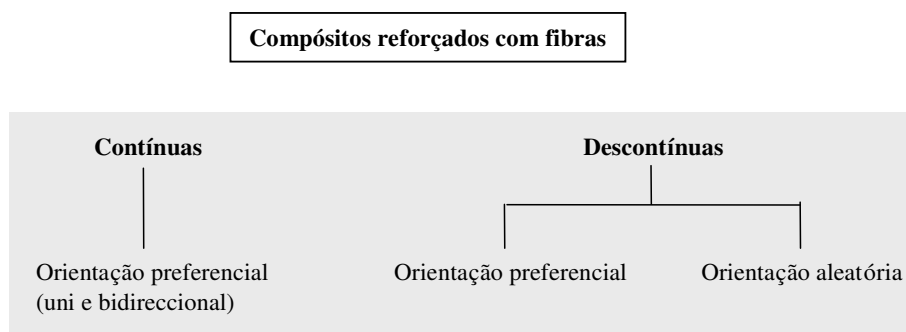 Compósitos reforçados com fibras
Contínuas
Descontínuas
Orientação preferencial
(uni e bidireccional)
Orientação preferencial
Orientação aleatória